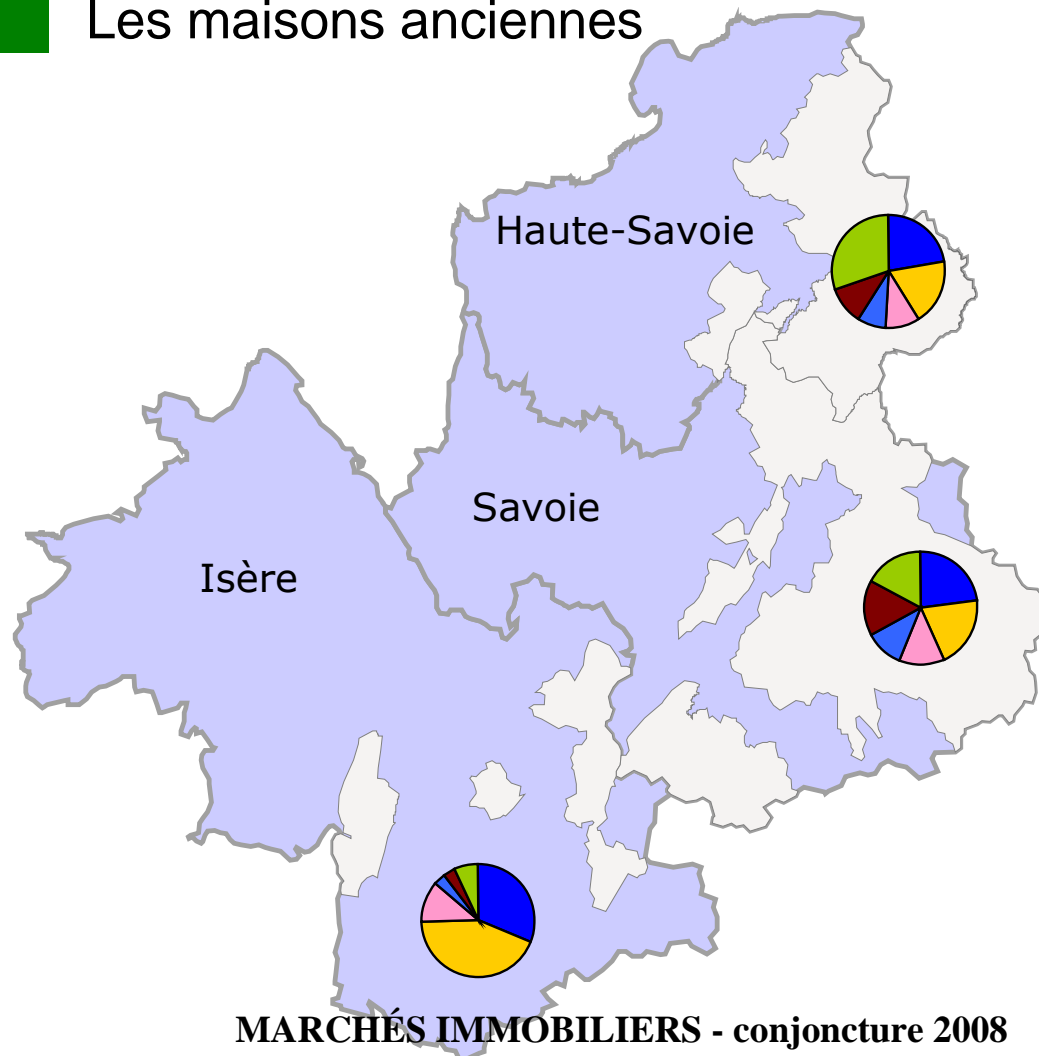 Les maisons anciennes
Haute-Savoie
Savoie
Isère
MARCHÉS IMMOBILIERS - conjoncture 2008